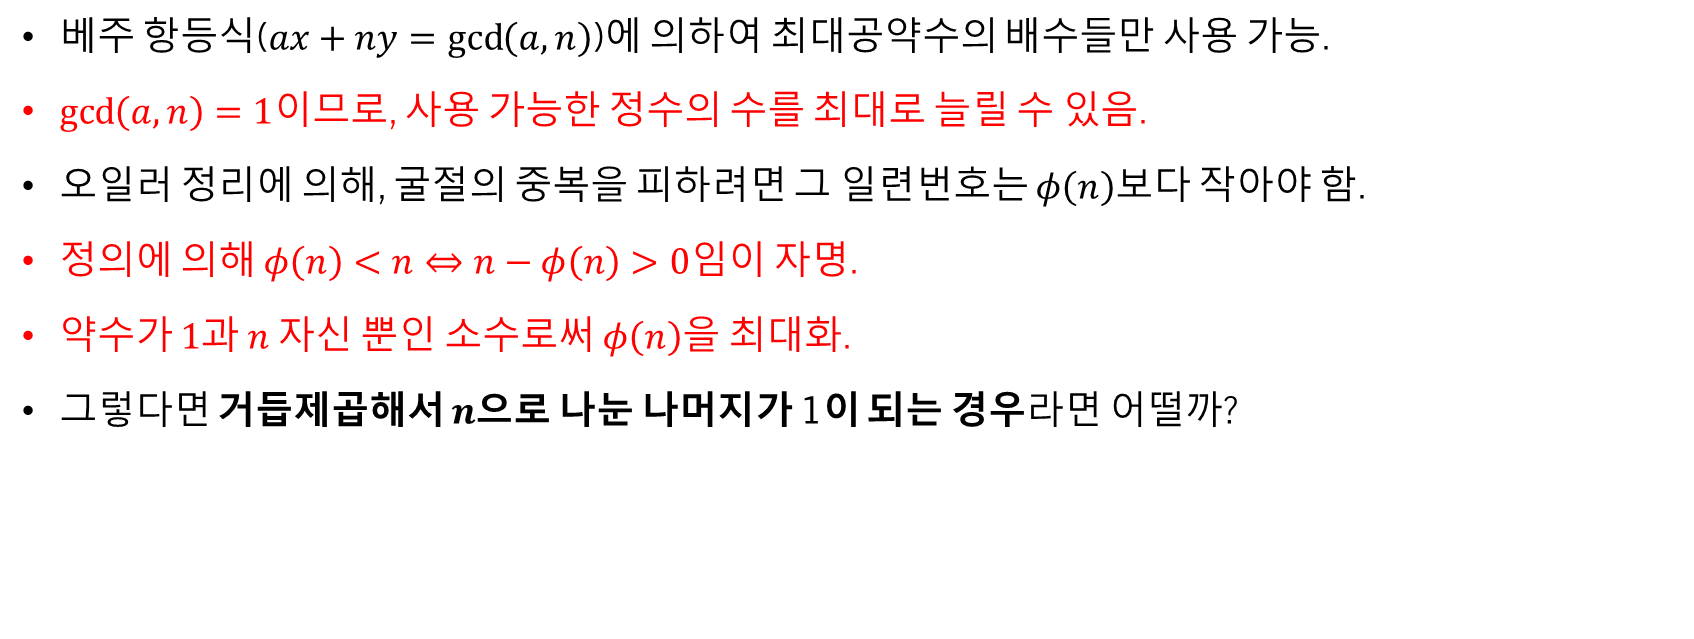 • 베주 항등식(ax + ny = gcd(a, n))에 의하여 최대공약수의 배수들만 사용 가능.
• gcd(a, n) = 1이므로, 사용 가능한 정수의 수를 최대로 늘릴 수 있음.
• 오일러 정리에 의해, 굴절의 중복을 피하려면 그 일련번호는 ϕ(n)보다 작아야 함.
• 정의에 의해 ϕ(n) < n ⇔ n − ϕ(n) > 0임이 자명.
• 약수가 1과 n 자신 뿐인 소수로써 ϕ(n)을 최대화.
• 그렇다면 거듭제곱해서 n으로 나눈 나머지가 1이 되는 경우라면 어떨까?